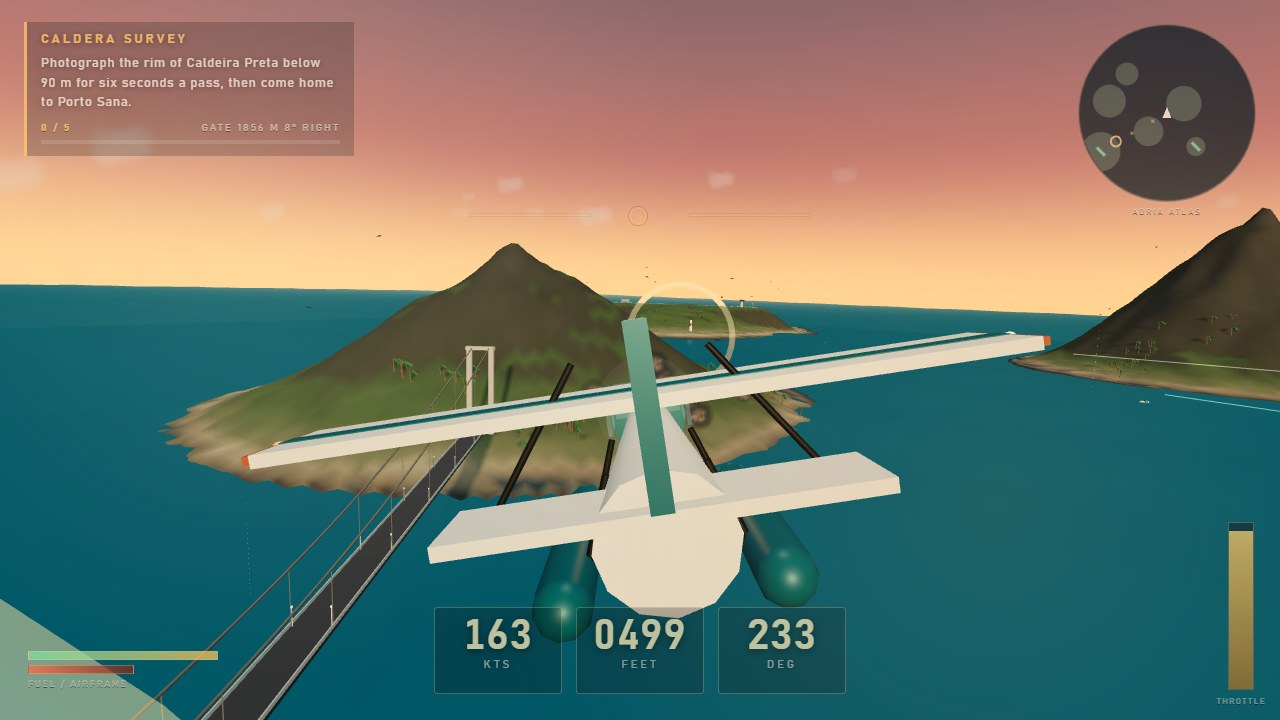 CALDERA SURVEY
Photograph the rim of Caldeira Preta below
90 m for six seconds a pass, then come home
to Porto Sana.
0 / 5
GATE 1856 M 8° RIGHT
ADRIA ATLAS
163
KTS
0499
FEET
233
DEG
FUEL / AIRFRAME
THROTTLE